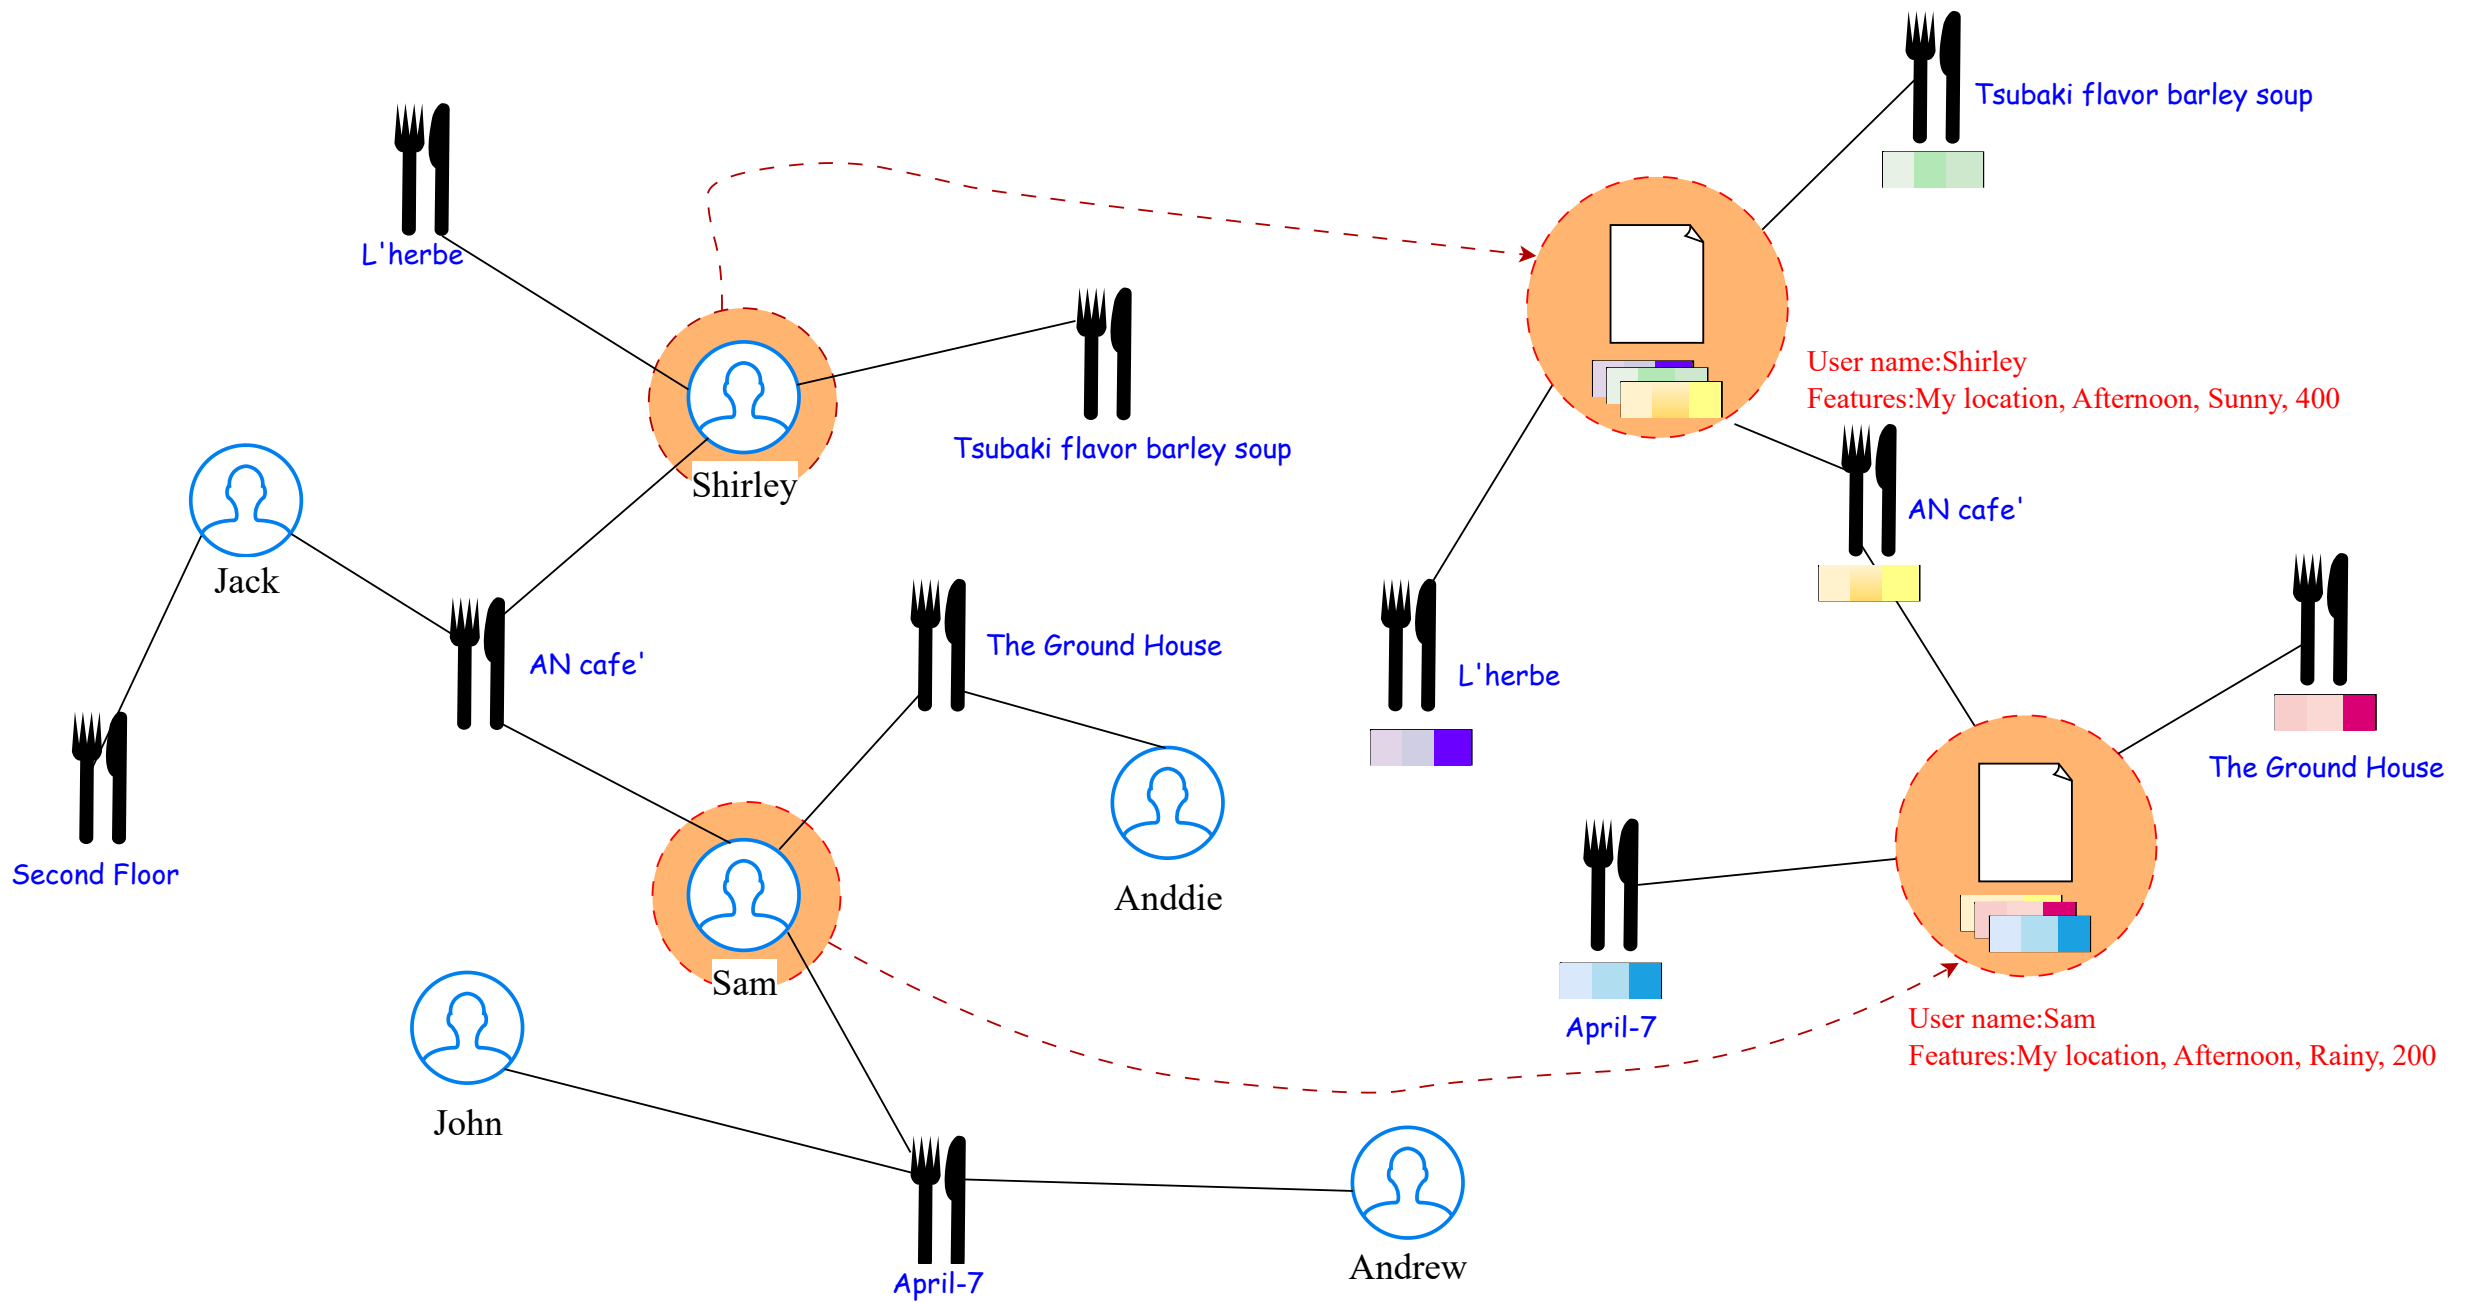 Tsubaki flavor barley soup
L'herbe
User name:Shirley
Features:My location, Afternoon, Sunny, 400
Tsubaki flavor barley soup
Shirley
AN cafe'
Jack
The Ground House
AN cafe'
L'herbe
The Ground House
Second Floor
Anddie
Sam
April-7
User name:Sam
Features:My location, Afternoon, Rainy, 200
John
Andrew
April-7